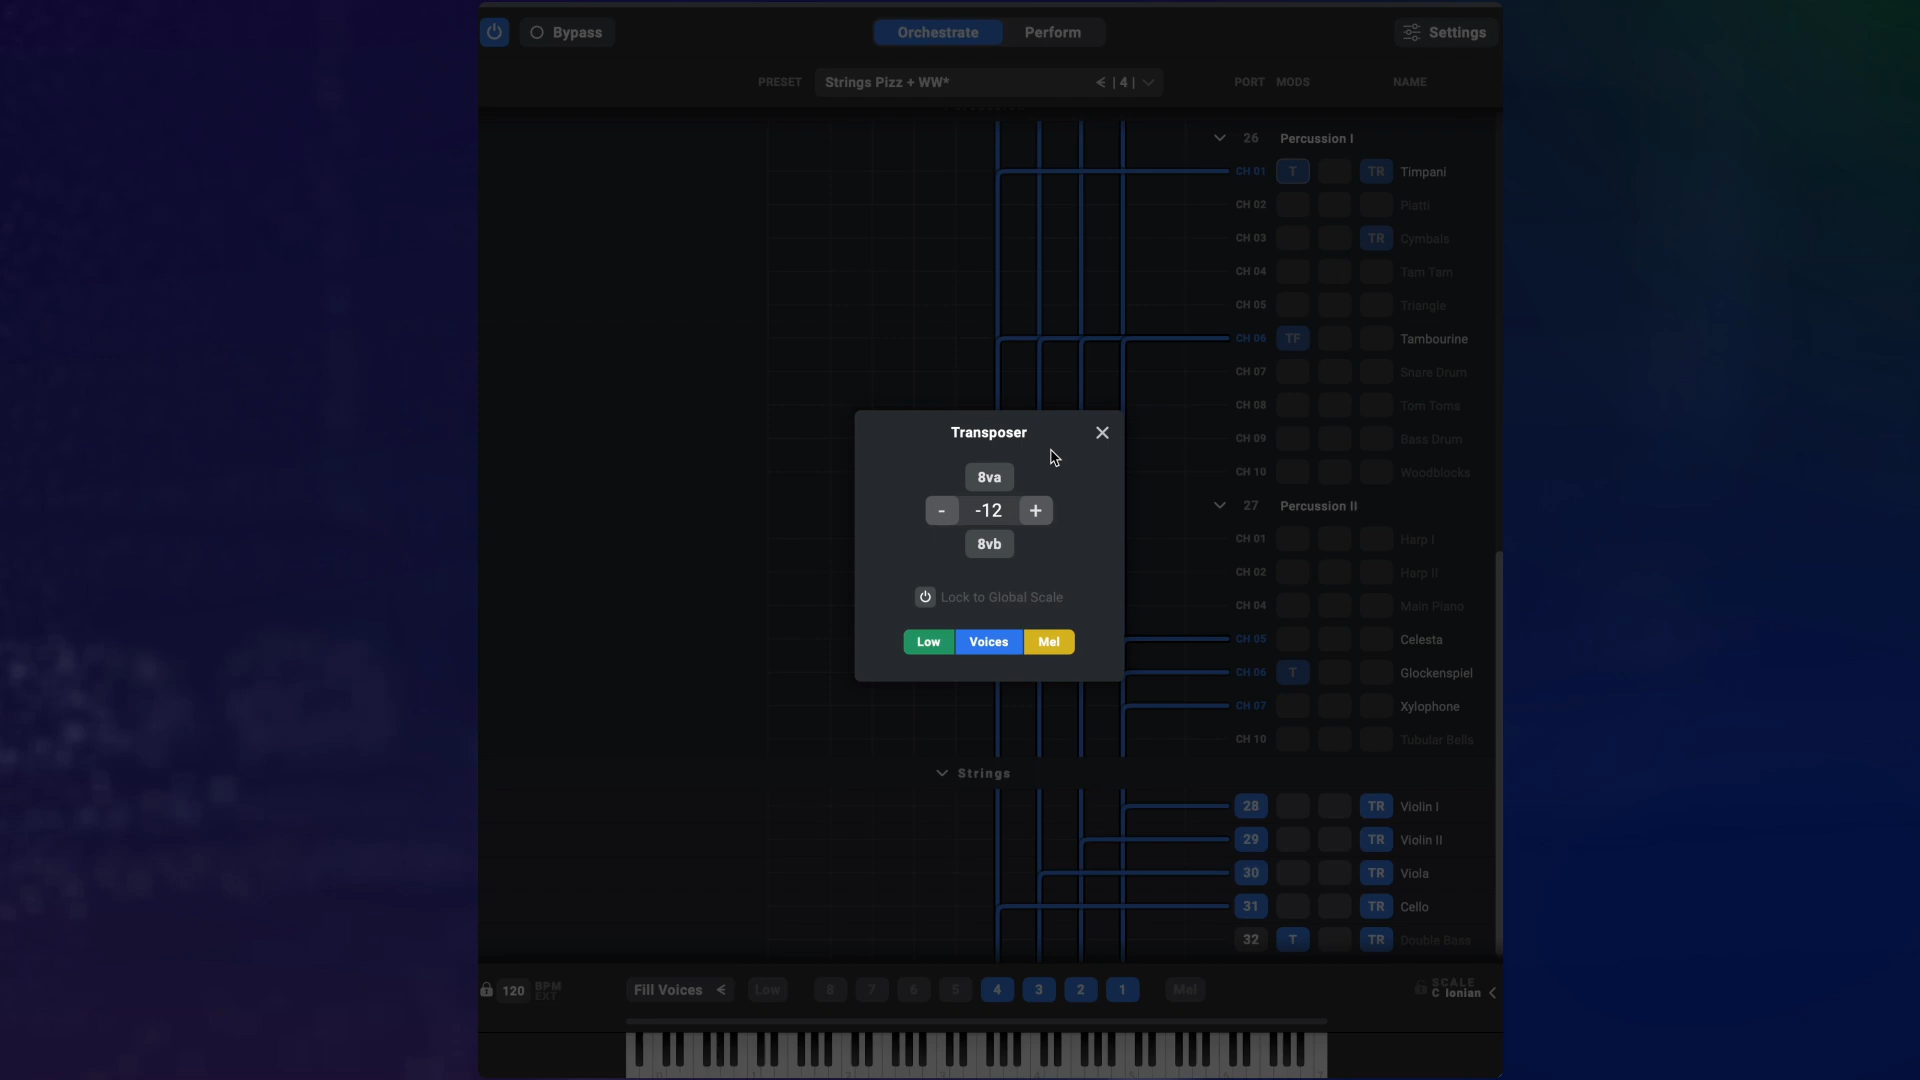 Bypass
Orchestrate
Perform
Settings
PRESET
Strings Pizz + WW*
| 4 |
PORT
MODS
NAME
26 Percussion I
CH 01 T TR Timpani
CH 02 Piatti
CH 03 TR Cymbals
CH 04 Tam Tam
CH 05 Triangle
CH 06 TF Tambourine
CH 07 Snare Drum
CH 08 Tom Toms
CH 09 Bass Drum
CH 10 Woodblocks
27 Percussion II
CH 01 Harp I
CH 02 Harp II
CH 04 Main Piano
CH 05 Celesta
CH 06 T Glockenspiel
CH 07 Xylophone
CH 10 Tubular Bells
Transposer
8va
- -12 +
8vb
Lock to Global Scale
Low Voices Mel
Strings
28 TR Violin I
29 TR Violin II
30 TR Viola
31 TR Cello
32 T TR Double Bass
120 BPM
EXT
Fill Voices
Low 8 7 6 5 4 3 2 1 Mel
SCALE
C Ionian